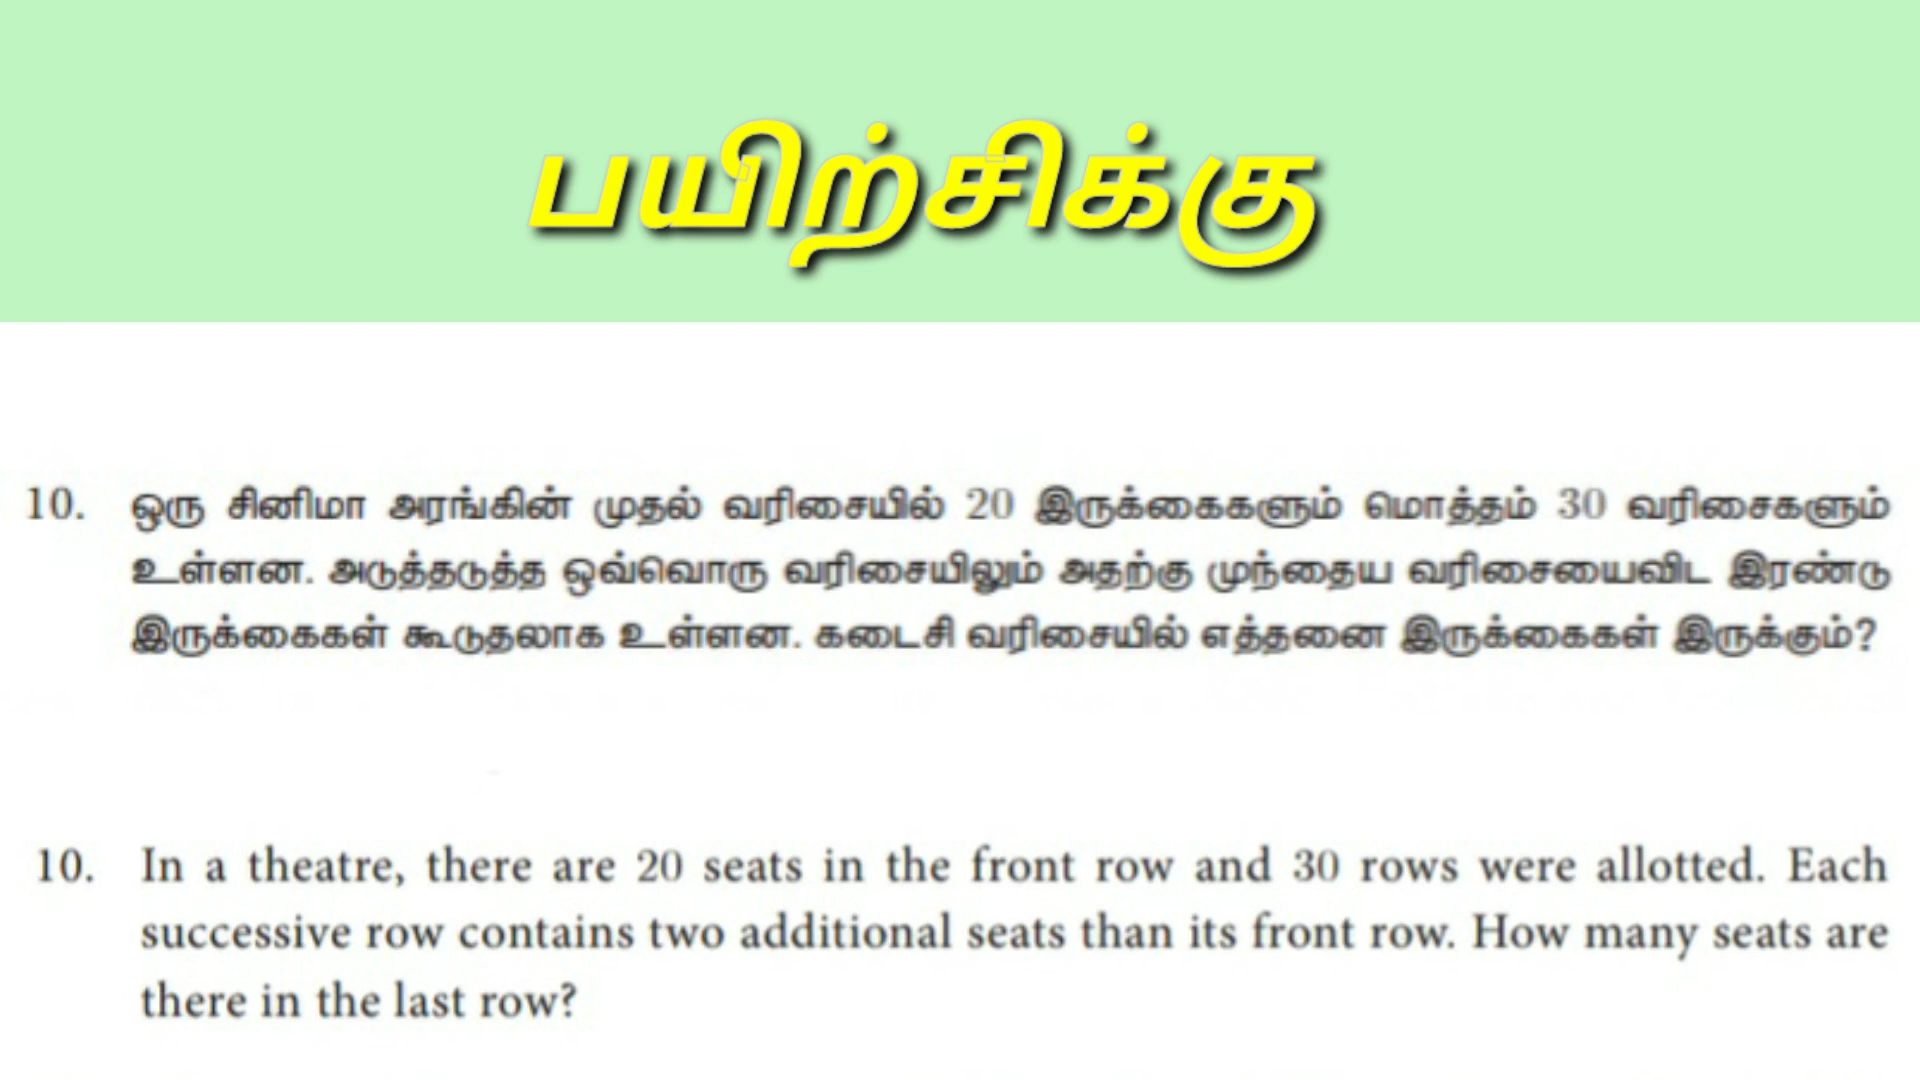 பயிற்சிக்கு
10. ஒரு சினிமா அரங்கின் முதல் வரிசையில் 20 இருக்கைகளும் மொத்தம் 30 வரிசைகளும்
உள்ளன. அடுத்தடுத்த ஒவ்வொரு வரிசையிலும் அதற்கு முந்தைய வரிசையைவிட இரண்டு
இருக்கைகள் கூடுதலாக உள்ளன. கடைசி வரிசையில் எத்தனை இருக்கைகள் இருக்கும்?
10. In a theatre, there are 20 seats in the front row and 30 rows were allotted. Each
successive row contains two additional seats than its front row. How many seats are
there in the last row?